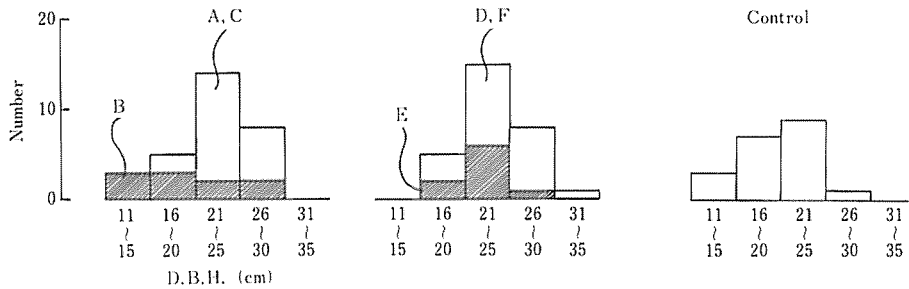 20
10
0
Number
A, C
B
D, F
E
Control
11 16 21 26 31
~ ~ ~ ~ ~
15 20 25 30 35
11 16 21 26 31
~ ~ ~ ~ ~
15 20 25 30 35
11 16 21 26 31
~ ~ ~ ~ ~
15 20 25 30 35
D.B.H. (cm)